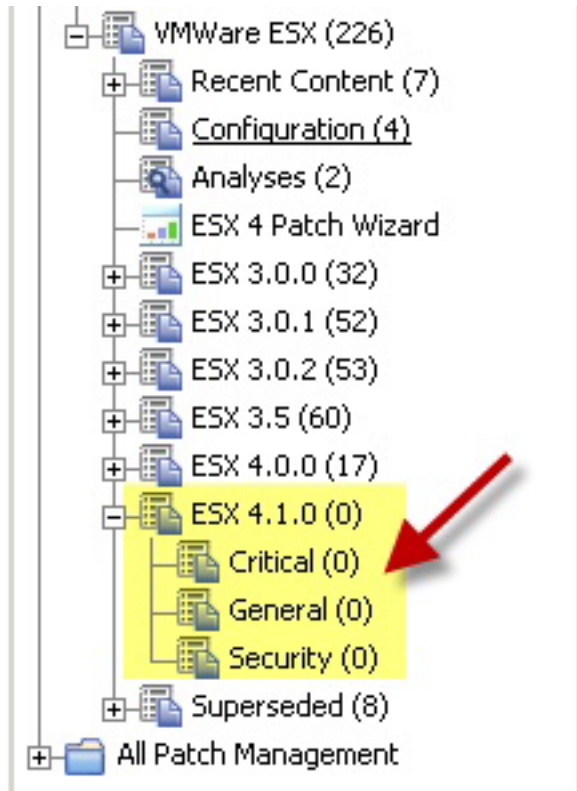 VMWare ESX (226)
Recent Content (7)
Configuration (4)
Analyses (2)
ESX 4 Patch Wizard
ESX 3.0.0 (32)
ESX 3.0.1 (52)
ESX 3.0.2 (53)
ESX 3.5 (60)
ESX 4.0.0 (17)
ESX 4.1.0 (0)
Critical (0)
General (0)
Security (0)
Superseded (8)
All Patch Management